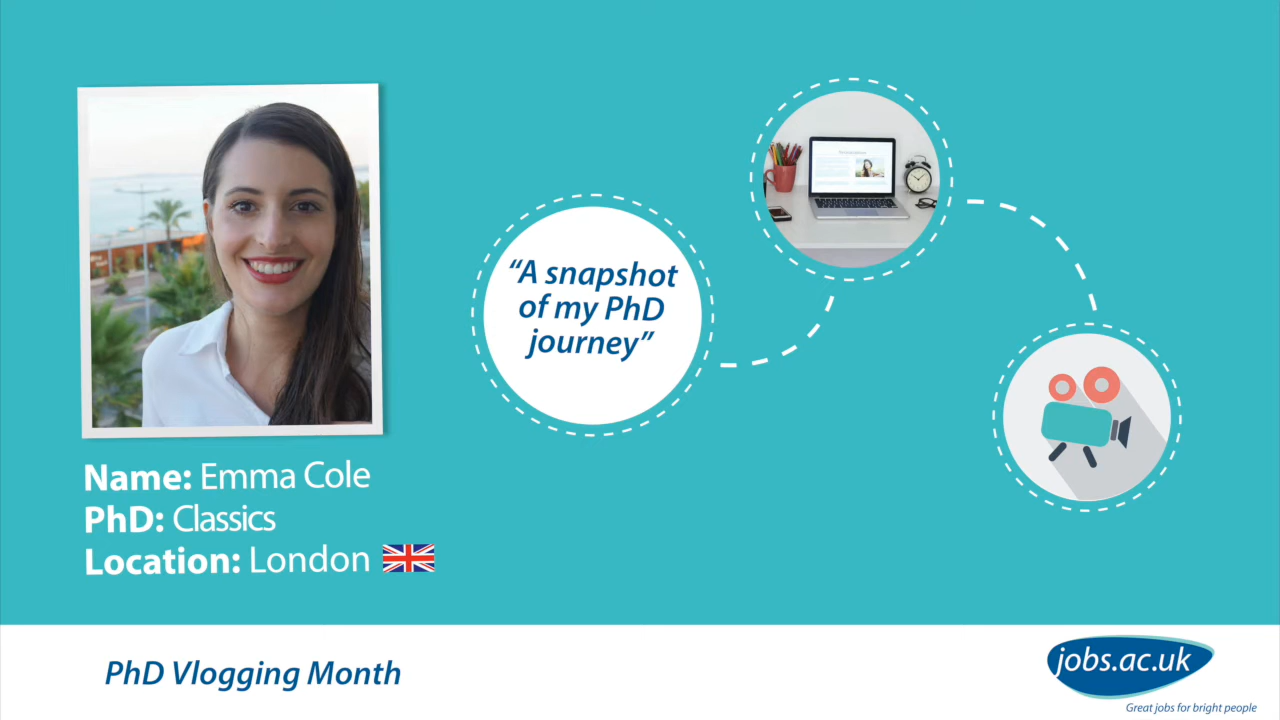 “A snapshot
of my PhD
journey”
Name: Emma Cole
PhD: Classics
Location: London
PhD Vlogging Month
jobs.ac.uk
Great jobs for bright people